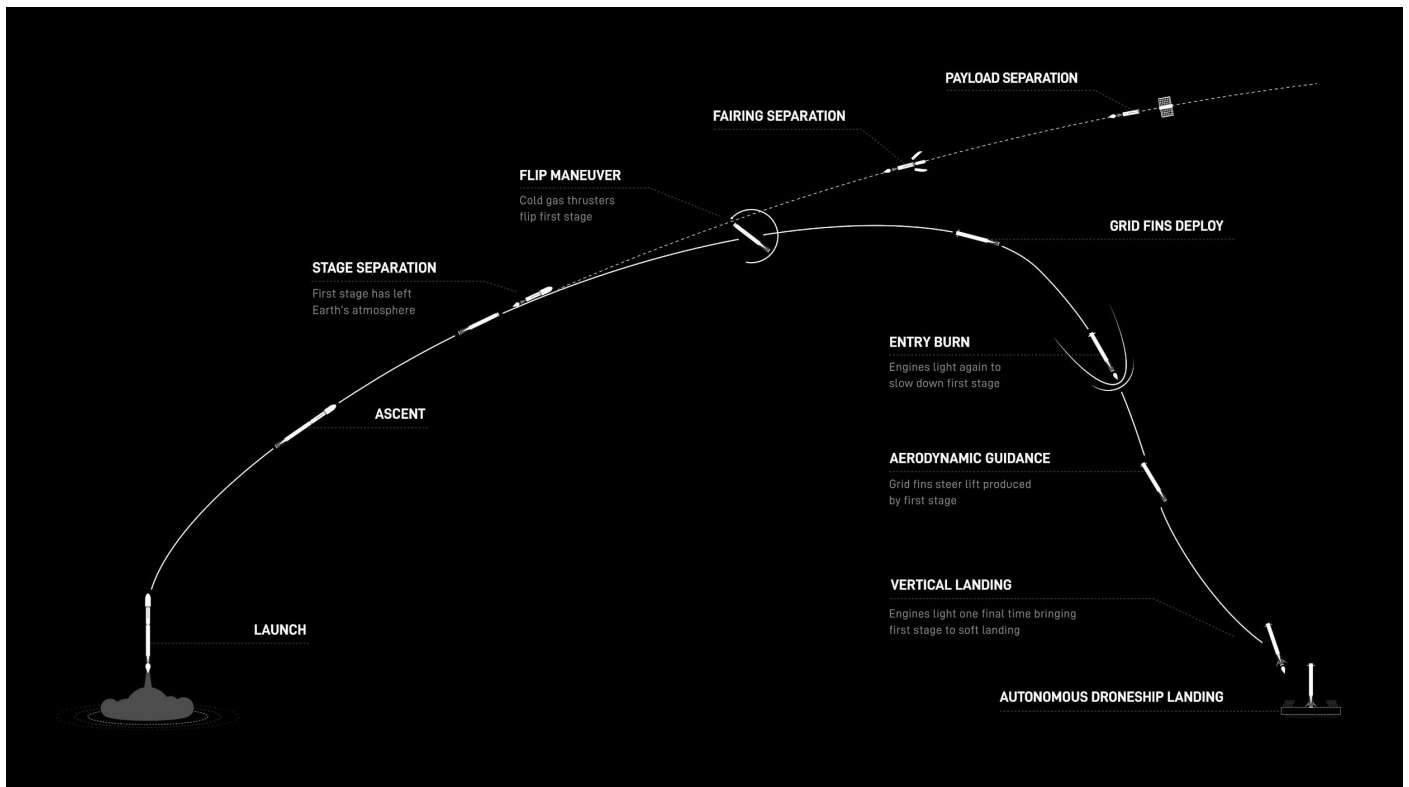 PAYLOAD SEPARATION
FAIRING SEPARATION
FLIP MANEUVER
Cold gas thrusters
flip first stage
GRID FINS DEPLOY
STAGE SEPARATION
First stage has left
Earth's atmosphere
ENTRY BURN
Engines light again to
slow down first stage
ASCENT
AERODYNAMIC GUIDANCE
Grid fins steer lift produced
by first stage
VERTICAL LANDING
Engines light one final time bringing
first stage to soft landing
LAUNCH
AUTONOMOUS DRONESHIP LANDING